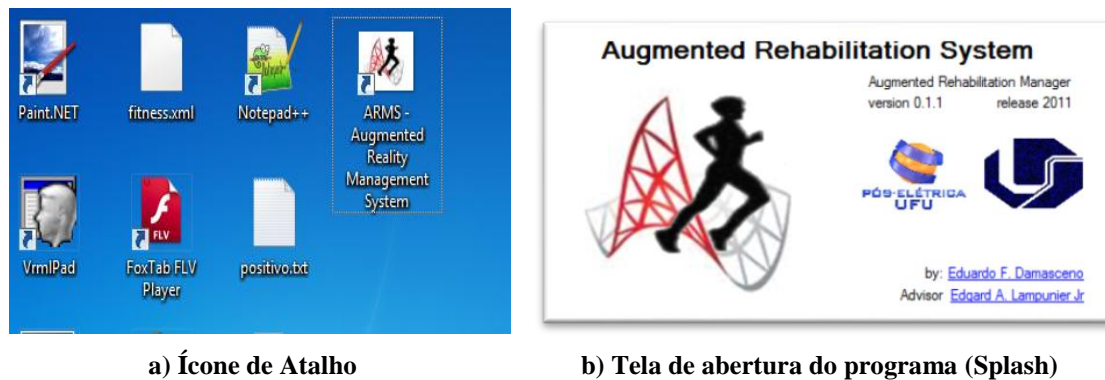 Paint.NET
fitness.xml
Notepad++
ARMS -
Augmented
Reality
Management
System
VrmlPad
FLV
FoxTab FLV
Player
positivo.txt
a) Ícone de Atalho
Augmented Rehabilitation System
Augmented Rehabilitation Manager
version 0.1.1 release 2011
PÓS-ELÉTRICA
UFU
by: Eduardo F. Damasceno
Advisor Edgard A. Lampunier Jr
b) Tela de abertura do programa (Splash)